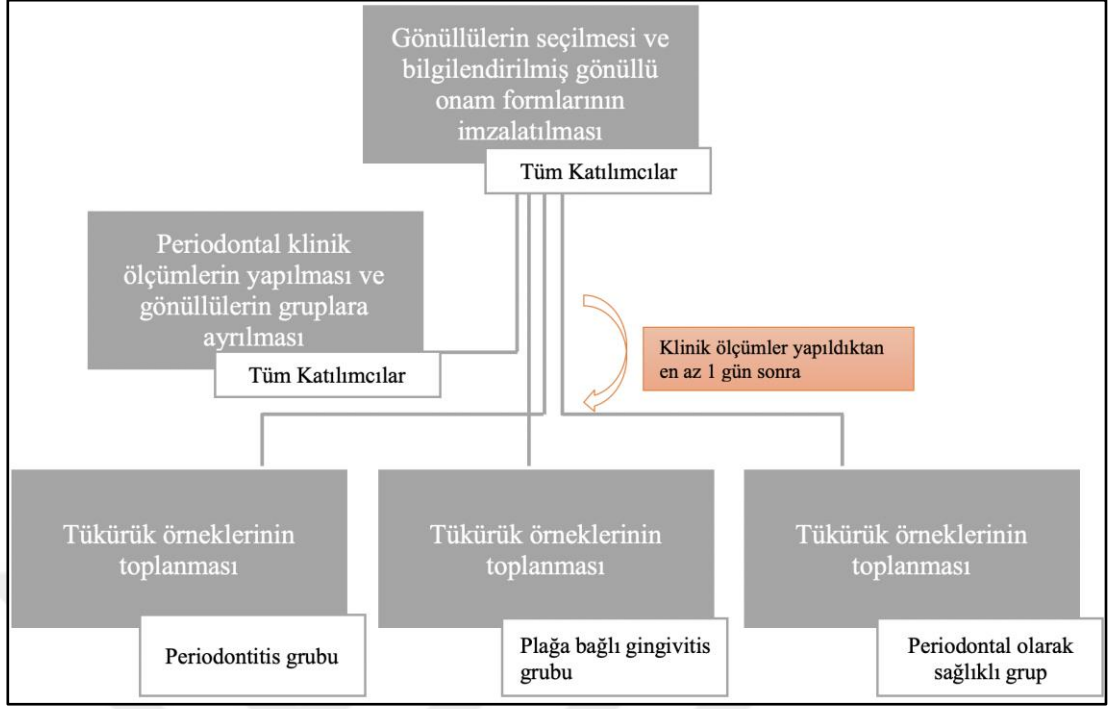 Gönüllülerin seçilmesi ve
bilgilendirilmiş gönüllü
onam formlarının
imzalatılması
Tüm Katılımcılar
Periodontal klinik
ölçümlerin yapılması ve
gönüllülerin gruplara
ayrılması
Tüm Katılımcılar
Klinik ölçümler yapıldıktan
en az 1 gün sonra
Tükürük örneklerinin
toplanması
Periodontitis grubu
Tükürük örneklerinin
toplanması
Plağa bağlı gingivitis
grubu
Tükürük örneklerinin
toplanması
Periodontal olarak
sağlıklı grup